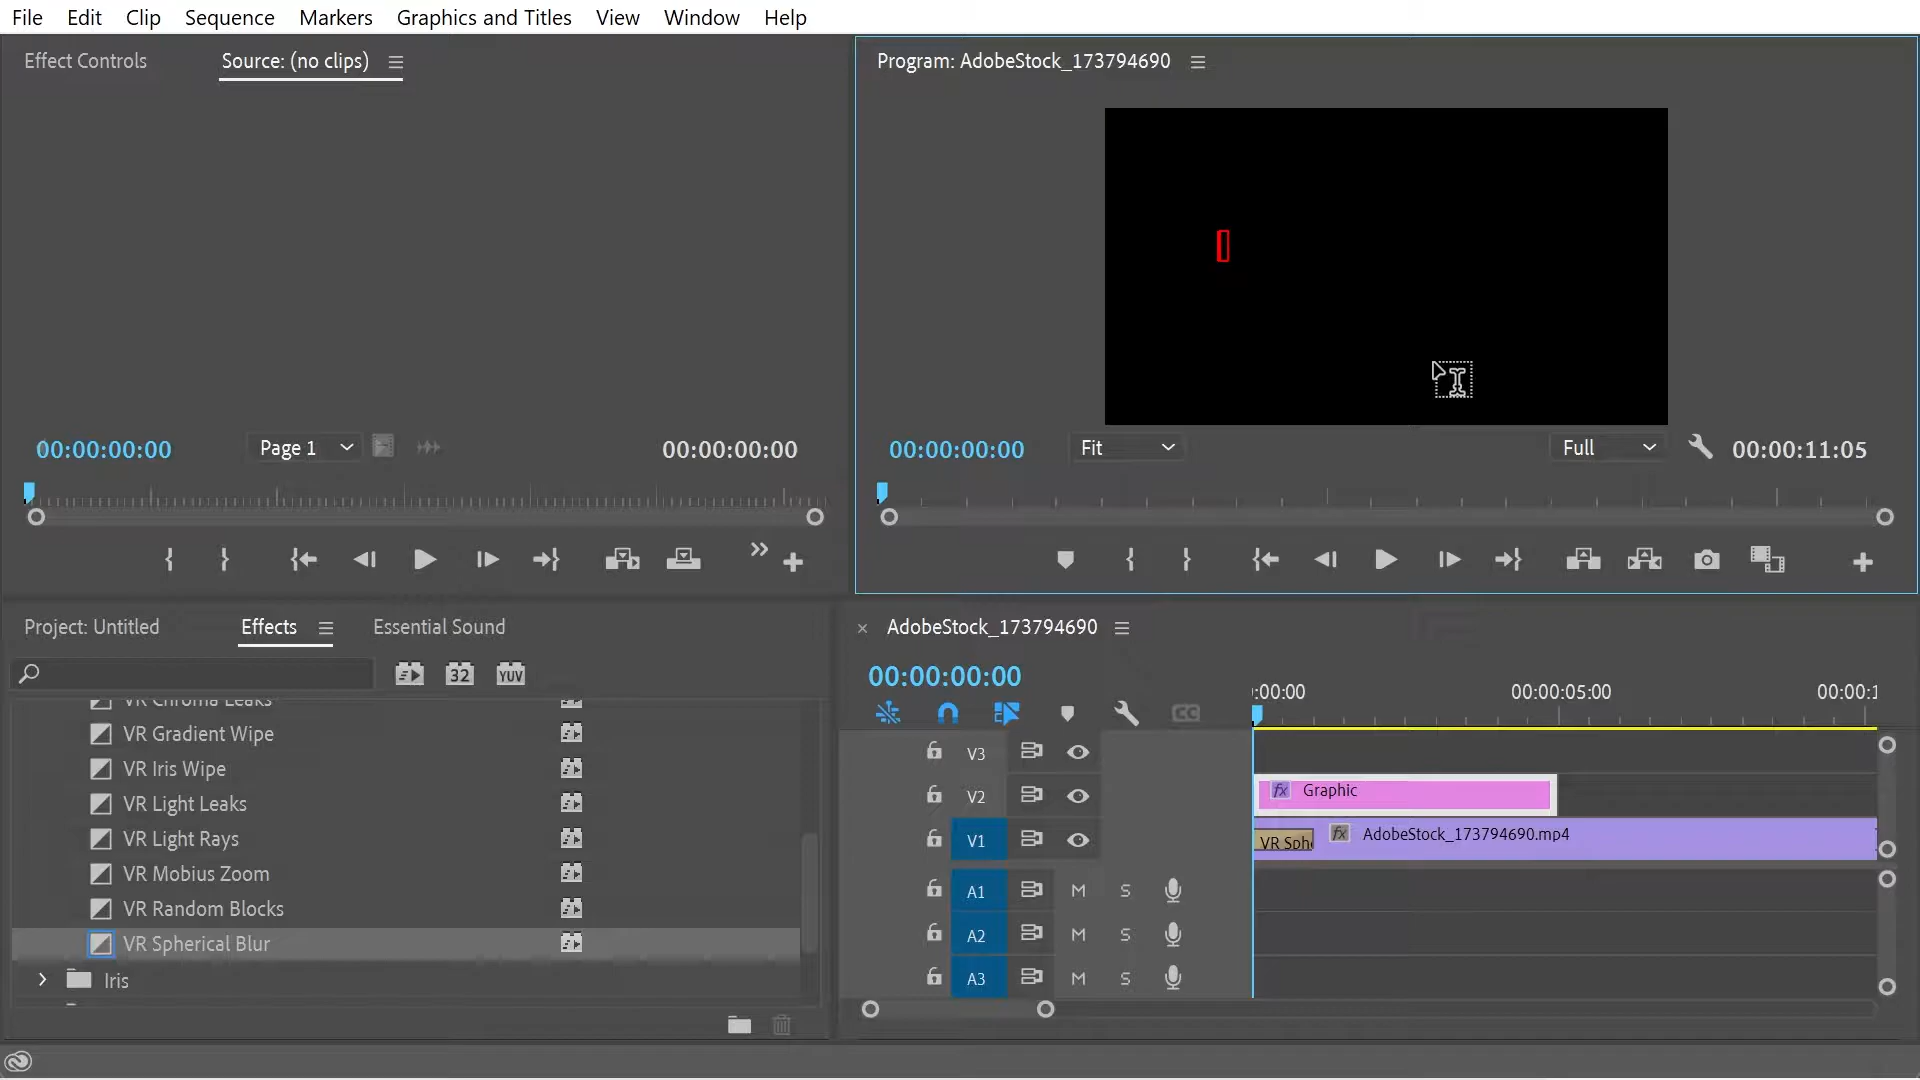 File Edit Clip Sequence Markers Graphics and Titles View Window Help
Effect Controls
Source: (no clips)
Program: AdobeStock_173794690
00:00:00:00
Page 1
00:00:00:00
00:00:00:00
Fit
Full
00:00:11:05
Project: Untitled
Effects
Essential Sound
32
YUV
VR Chroma Leaks
VR Gradient Wipe
VR Iris Wipe
VR Light Leaks
VR Light Rays
VR Mobius Zoom
VR Random Blocks
VR Spherical Blur
Iris
AdobeStock_173794690
00:00:00:00
:00:00
00:00:05:00
00:00:1
CC
V3
V2
fx Graphic
V1
VR Sph
fx AdobeStock_173794690.mp4
A1 M S
A2 M S
A3 M S